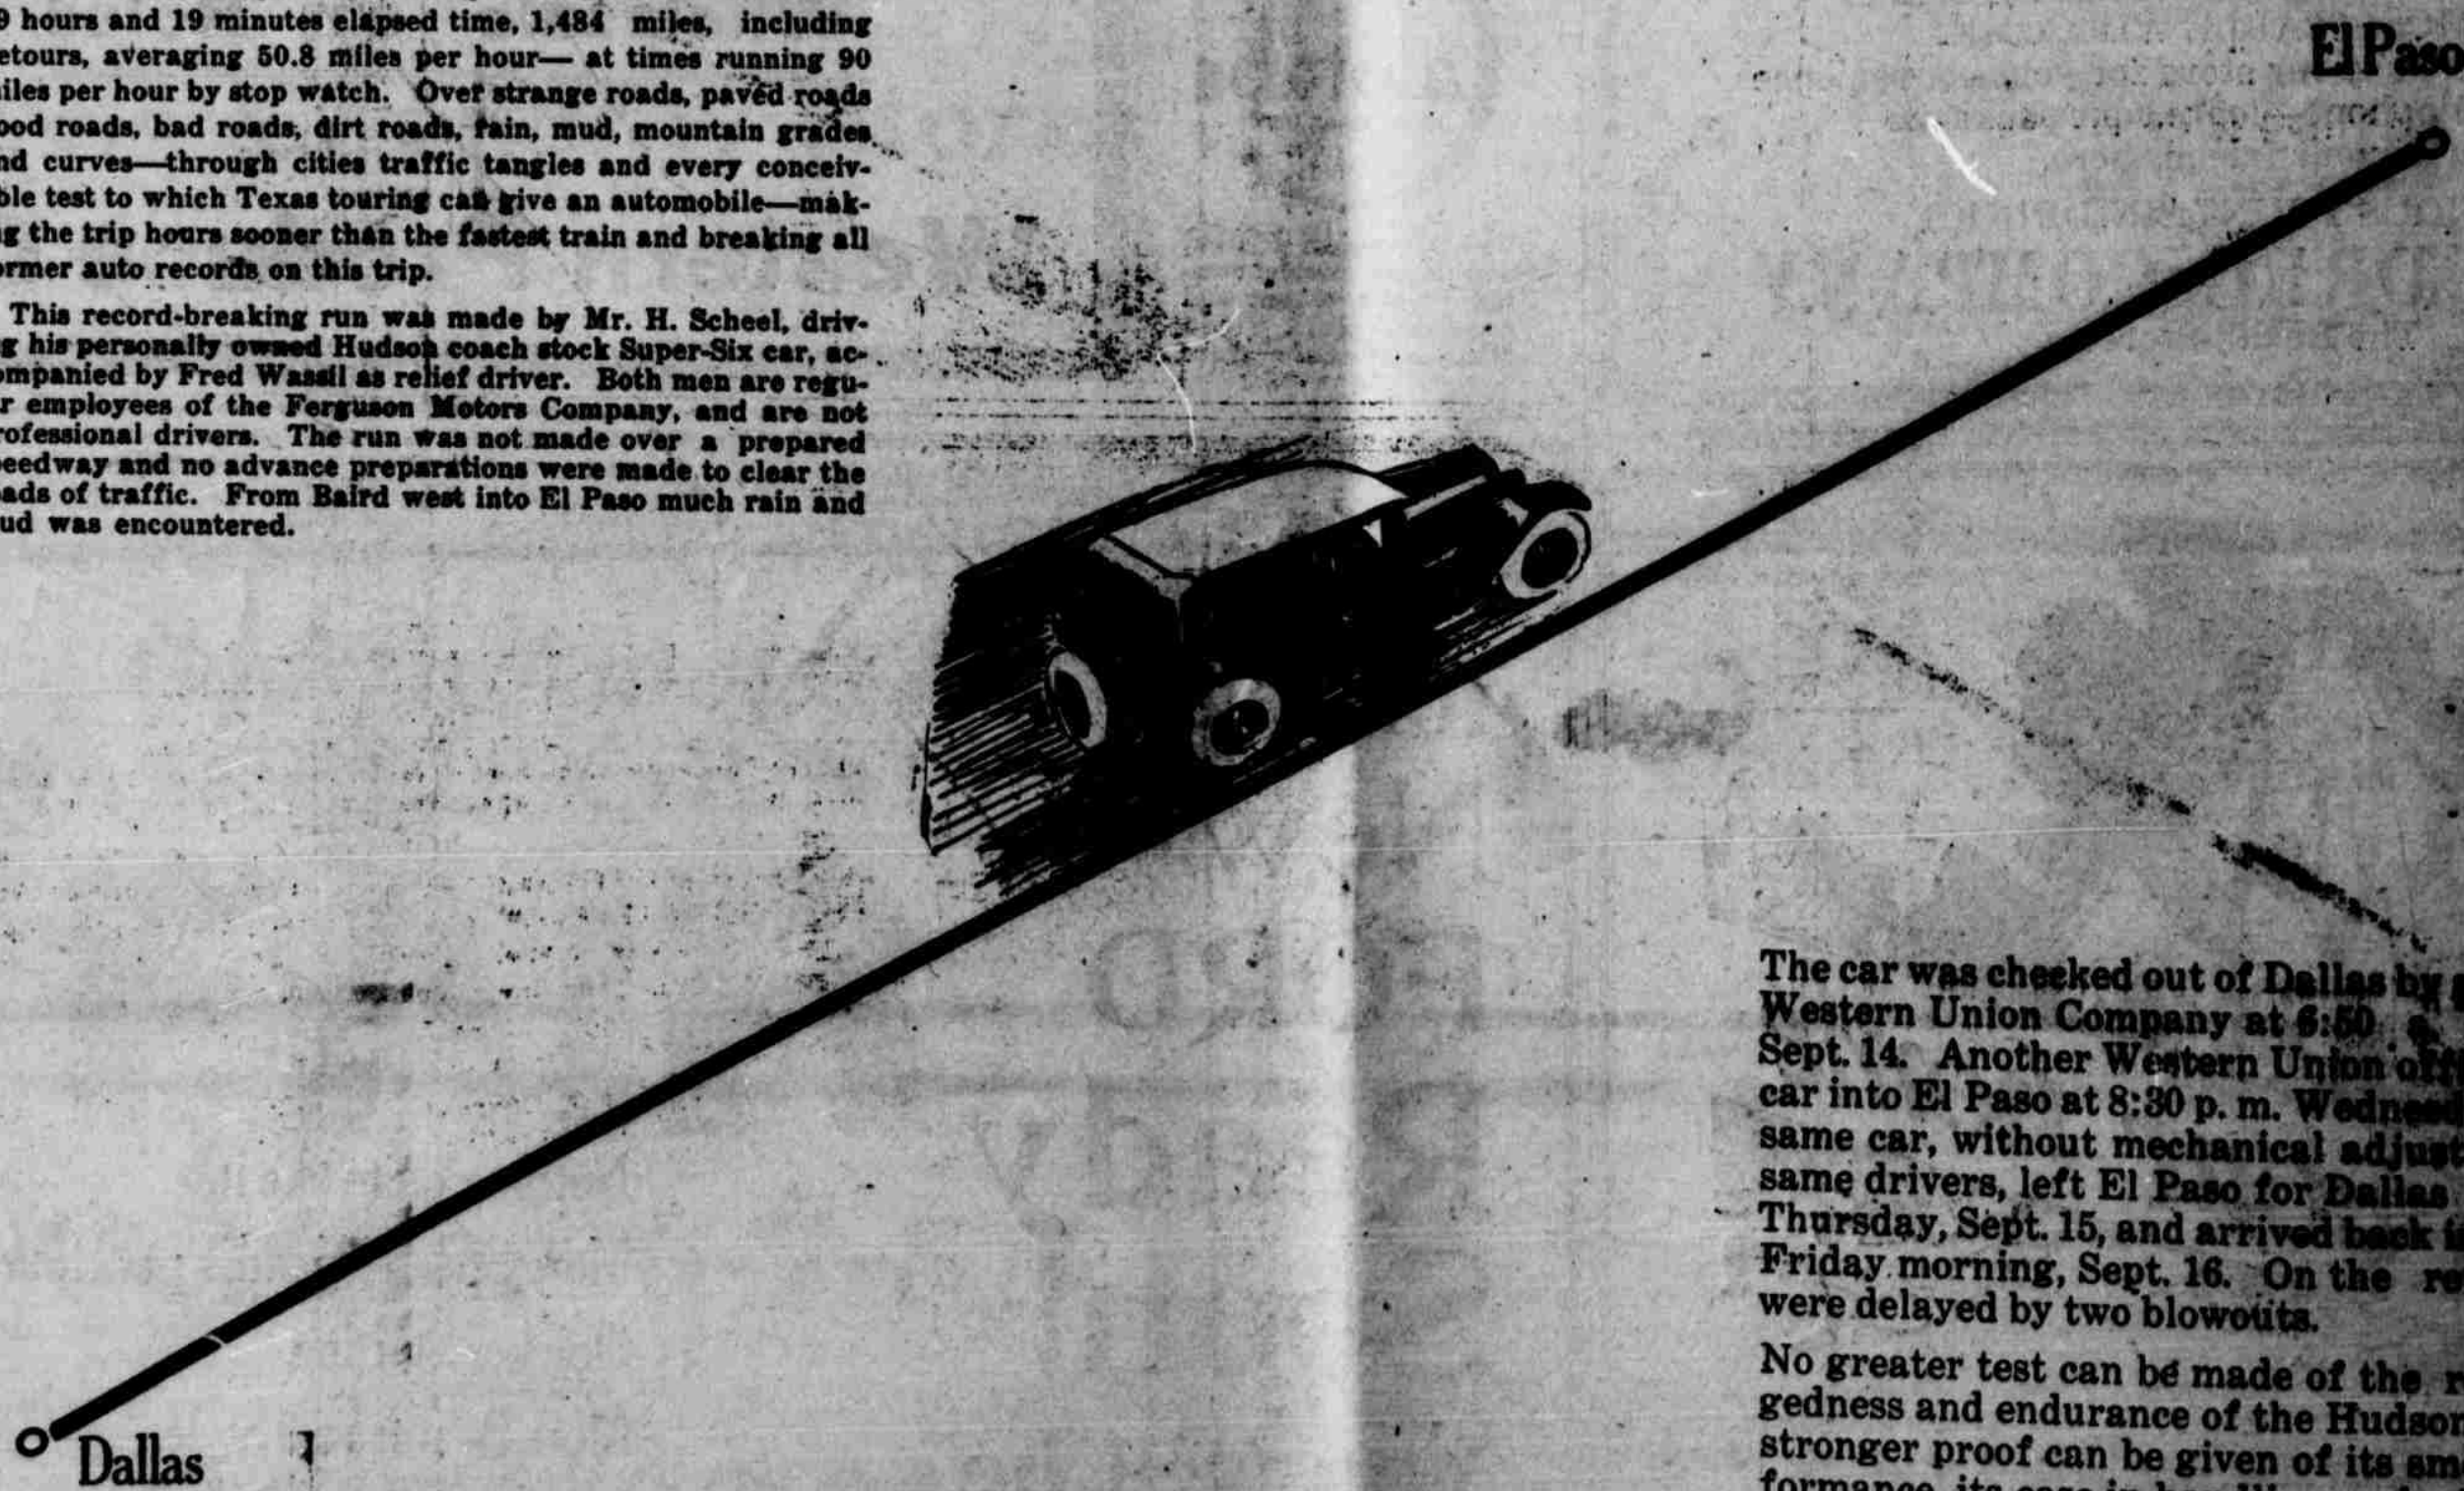 9 hours and 19 minutes elapsed time, 1,484 miles, including
etours, averaging 50.8 miles per hour— at times running 90
iles per hour by stop watch. Over strange roads, paved roads
ood roads, bad roads, dirt roads, rain, mud, mountain grades
nd curves—through cities traffic tangles and every conceiv-
ble test to which Texas touring can give an automobile—mak-
g the trip hours sooner than the fastest train and breaking all
ormer auto records on this trip.
This record-breaking run was made by Mr. H. Scheel, driv-
g his personally owned Hudson coach stock Super-Six car, ac-
ompanied by Fred Wassil as relief driver. Both men are regu-
r employees of the Ferguson Motors Company, and are not
rofessional drivers. The run was not made over a prepared
eedway and no advance preparations were made to clear the
ads of traffic. From Baird west into El Paso much rain and
ud was encountered.
El Paso
The car was checked out of Dallas by
Western Union Company at 6:50
Sept. 14. Another Western Union off
car into El Paso at 8:30 p. m. Wednes
same car, without mechanical adjust
same drivers, left El Paso for Dallas
Thursday, Sept. 15, and arrived back
Friday morning, Sept. 16. On the re
were delayed by two blowouts.
No greater test can be made of the r
gedness and endurance of the Hudson
stronger proof can be given of its sm
formance, its ease in
Dallas